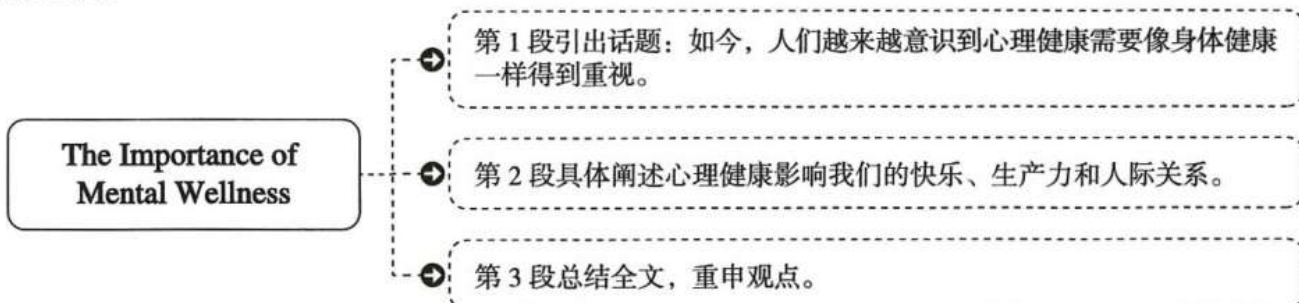 The Importance of
Mental Wellness
第 1 段引出话题：如今，人们越来越意识到心理健康需要像身体健康
一样得到重视。
第 2 段具体阐述心理健康影响我们的快乐、生产力和人际关系。
第 3 段总结全文，重申观点。